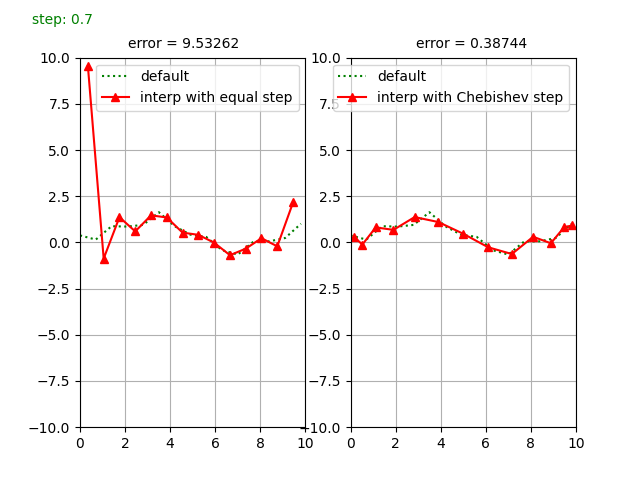 step: 0.7
error = 9.53262
error = 0.38744
default
interp with equal step
default
interp with Chebishev step
10.0
7.5
5.0
2.5
0.0
−2.5
−5.0
−7.5
−10.0
0 2 4 6 8 10
10.0
7.5
5.0
2.5
0.0
−2.5
−5.0
−7.5
−10.0
0 2 4 6 8 10